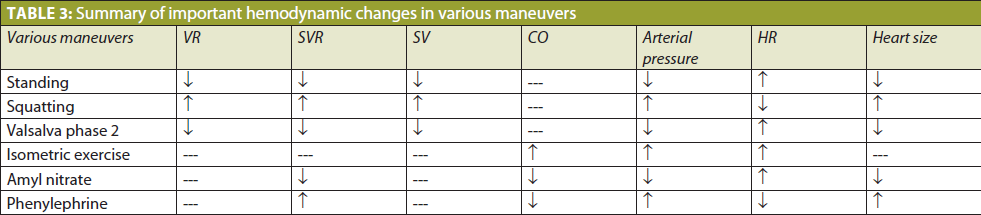 TABLE 3: Summary of important hemodynamic changes in various maneuvers
Various maneuvers VR SVR SV CO Arterial pressure HR Heart size
Standing ↓ ↓ ↓ --- ↓ ↑ ↓
Squatting ↑ ↑ ↑ --- ↑ ↓ ↑
Valsalva phase 2 ↓ ↓ ↓ --- ↓ ↑ ↓
Isometric exercise --- --- --- ↑ ↑ ↑ ---
Amyl nitrate --- ↓ --- ↓ ↓ ↑ ↓
Phenylephrine --- ↑ --- ↓ ↑ ↓ ↑